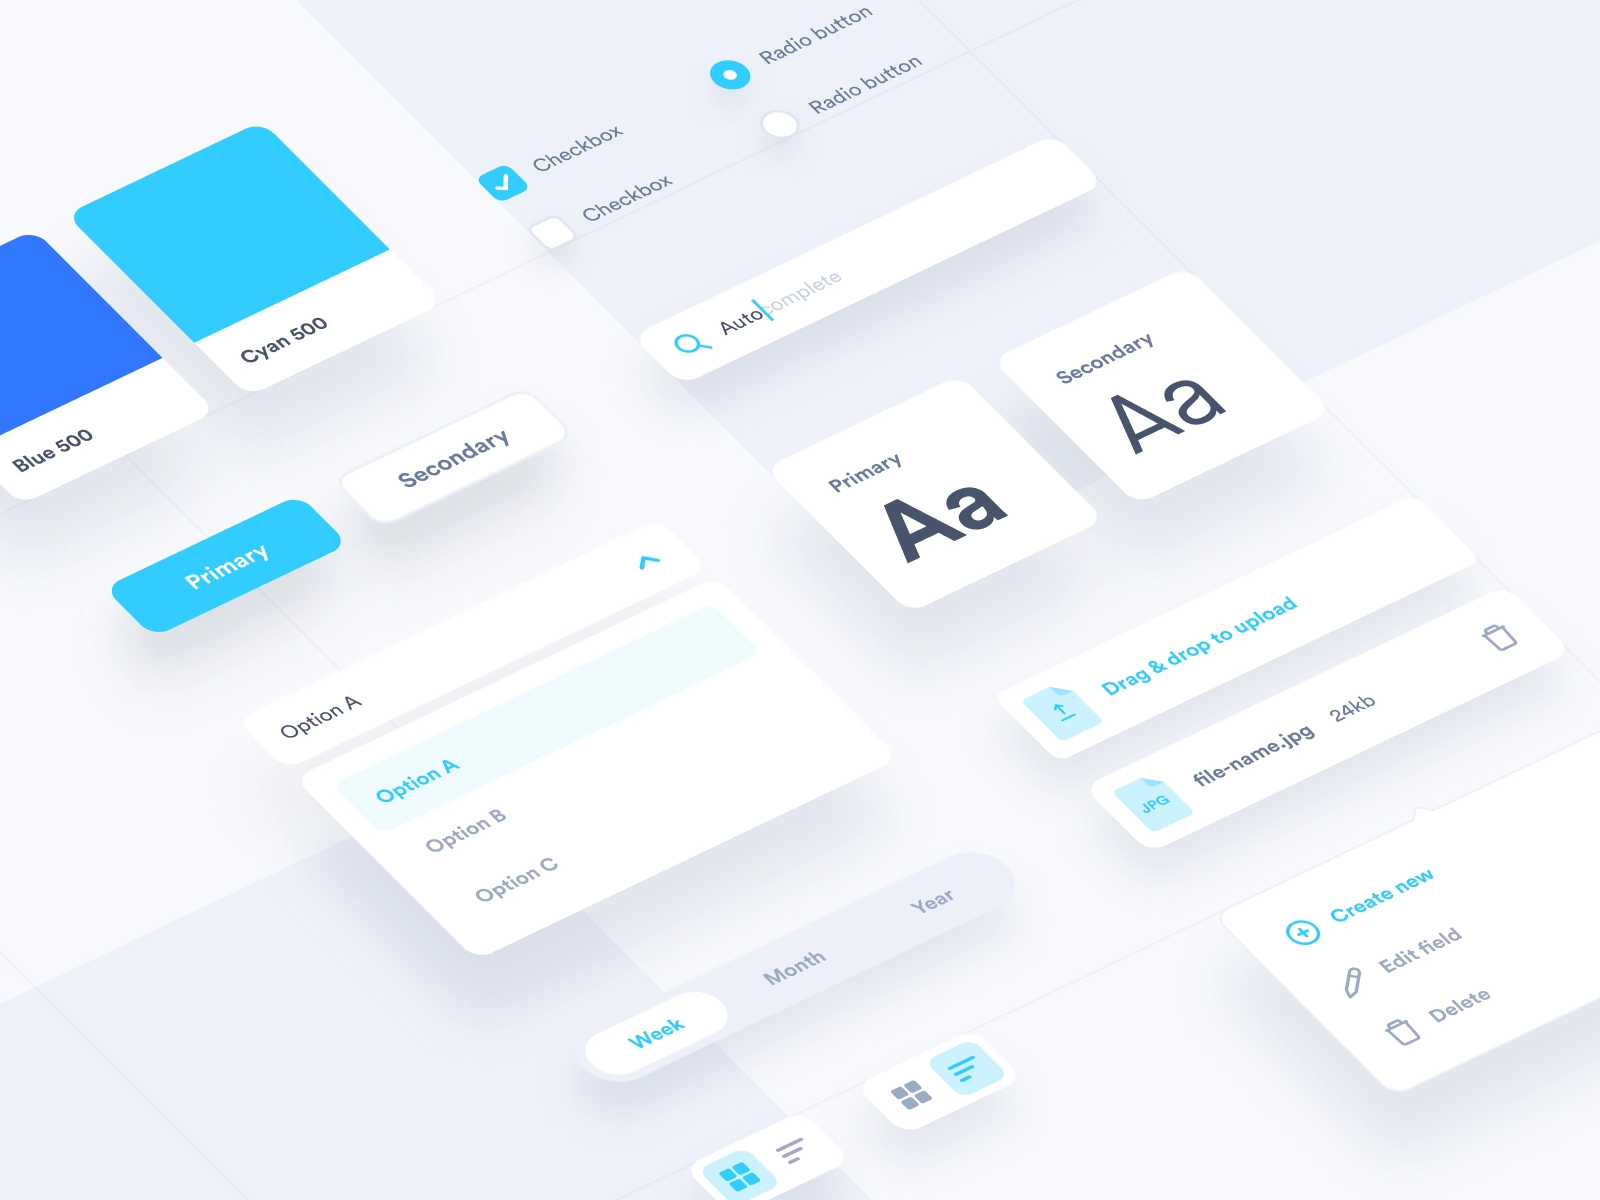 Radio button
Radio button
Checkbox
Checkbox
Autocomplete
Cyan 500
Blue 500
Secondary
Primary
Secondary
Aa
Primary
Aa
Option A
Option A
Option B
Option C
Drag & drop to upload
file-name.jpg 24kb
JPG
Week Month Year
Create new
Edit field
Delete